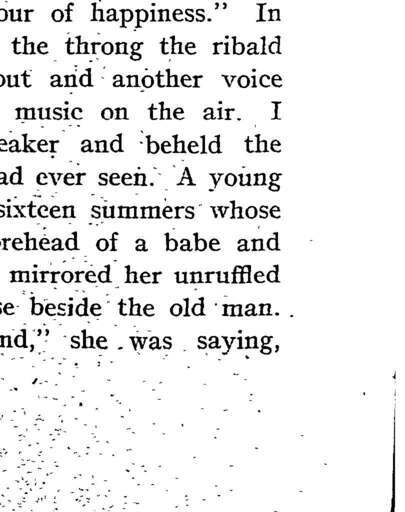 our of happiness." In
the throng the ribald
out and another voice
music on the air. I
eaker and beheld the
ad ever seen. A young
sixteen summers whose
rehead of a babe and
mirrored her unruffled
se beside the old man.
nd," she was saying,